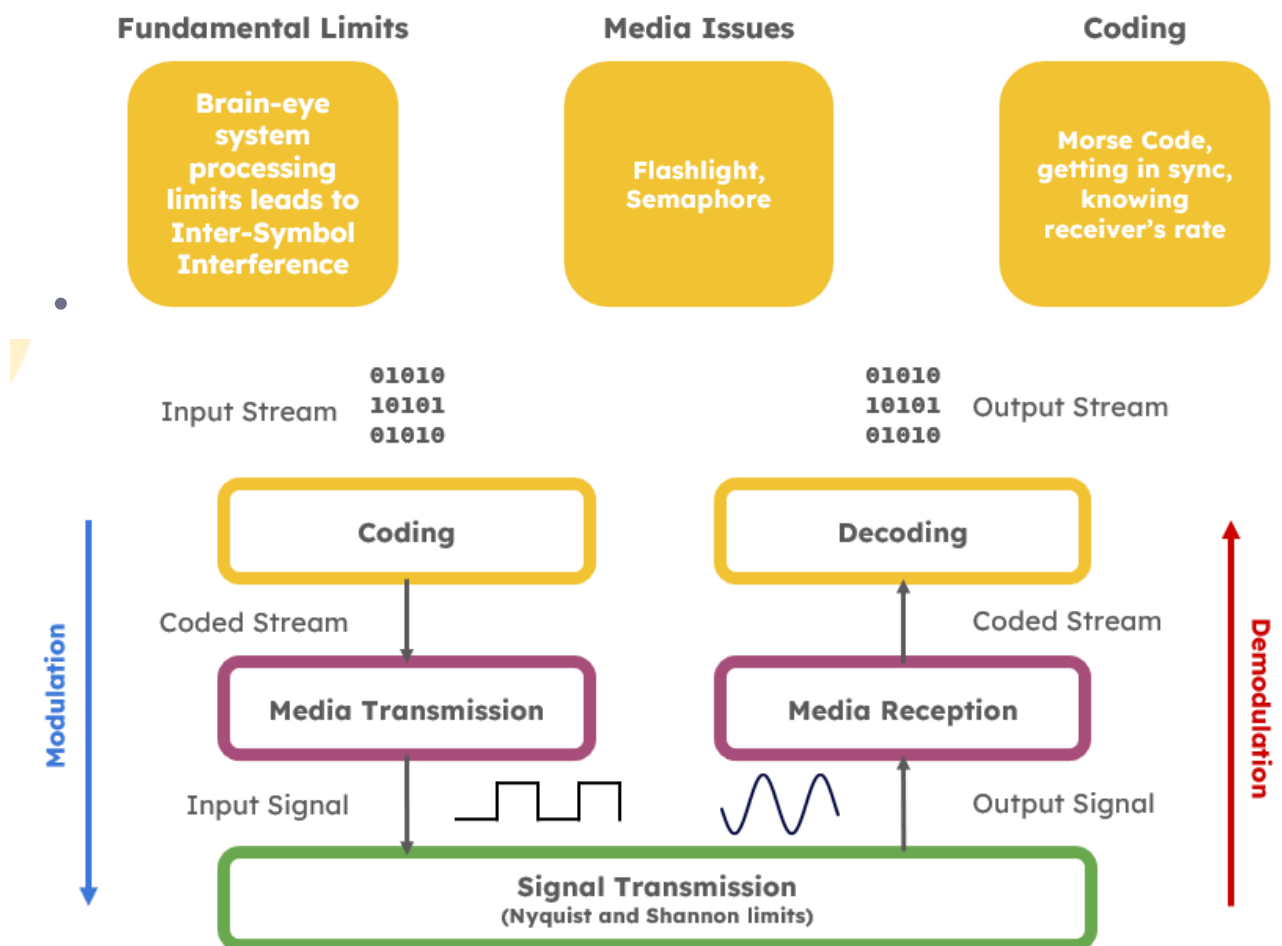 Fundamental Limits
Media Issues
Coding
Brain-eye
system
processing
limits leads to
Inter-Symbol
Interference
Flashlight,
Semaphore
Morse Code,
getting in sync,
knowing
receiver's rate
Input Stream
01010
10101
01010
01010
10101
01010
Output Stream
Coding
Decoding
Coded Stream
Coded Stream
Modulation
Media Transmission
Media Reception
Demodulation
Input Signal
Output Signal
Signal Transmission
(Nyquist and Shannon limits)